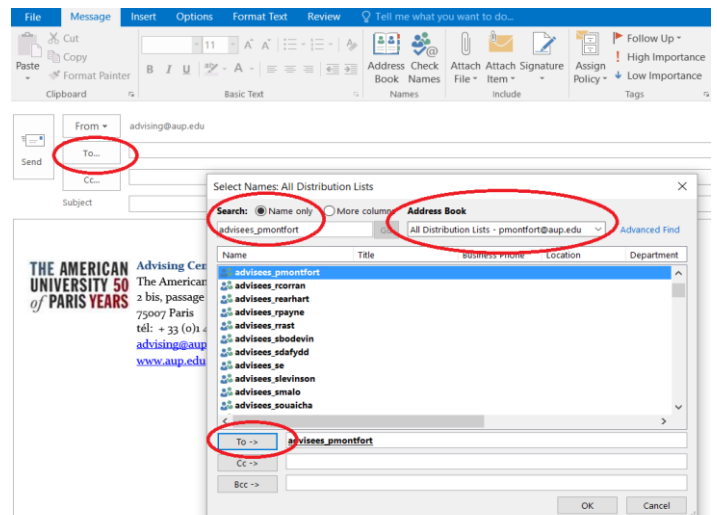 File Message Insert Options Format Text Review Tell me what you want to do...
Paste
Cut
Copy
Format Painter
Clipboard
11
B I U
Basic Text
Address Book
Check Names
Names
Attach File
Attach Item
Signature
Include
Assign Policy
Follow Up
High Importance
Low Importance
Tags
Send
From advising@aup.edu
To...
Cc...
Subject
THE AMERICAN
UNIVERSITY 50
of PARIS YEARS
Advising Cen
The American
2 bis, passage
75007 Paris
tél: + 33 (0)1
advising@aup
www.aup.edu
Select Names: All Distribution Lists
Search: Name only More columns Address Book
advisees_pmontfort Go All Distribution Lists - pmontfort@aup.edu Advanced Find
Name Title Business Phone Location Department
advisees_pmontfort
advisees_rcorran
advisees_rearhart
advisees_rpayne
advisees_rrast
advisees_sbodevin
advisees_sdafydd
advisees_se
advisees_slevinson
advisees_smalo
advisees_souaicha
To -> advisees_pmontfort
Cc ->
Bcc ->
OK Cancel